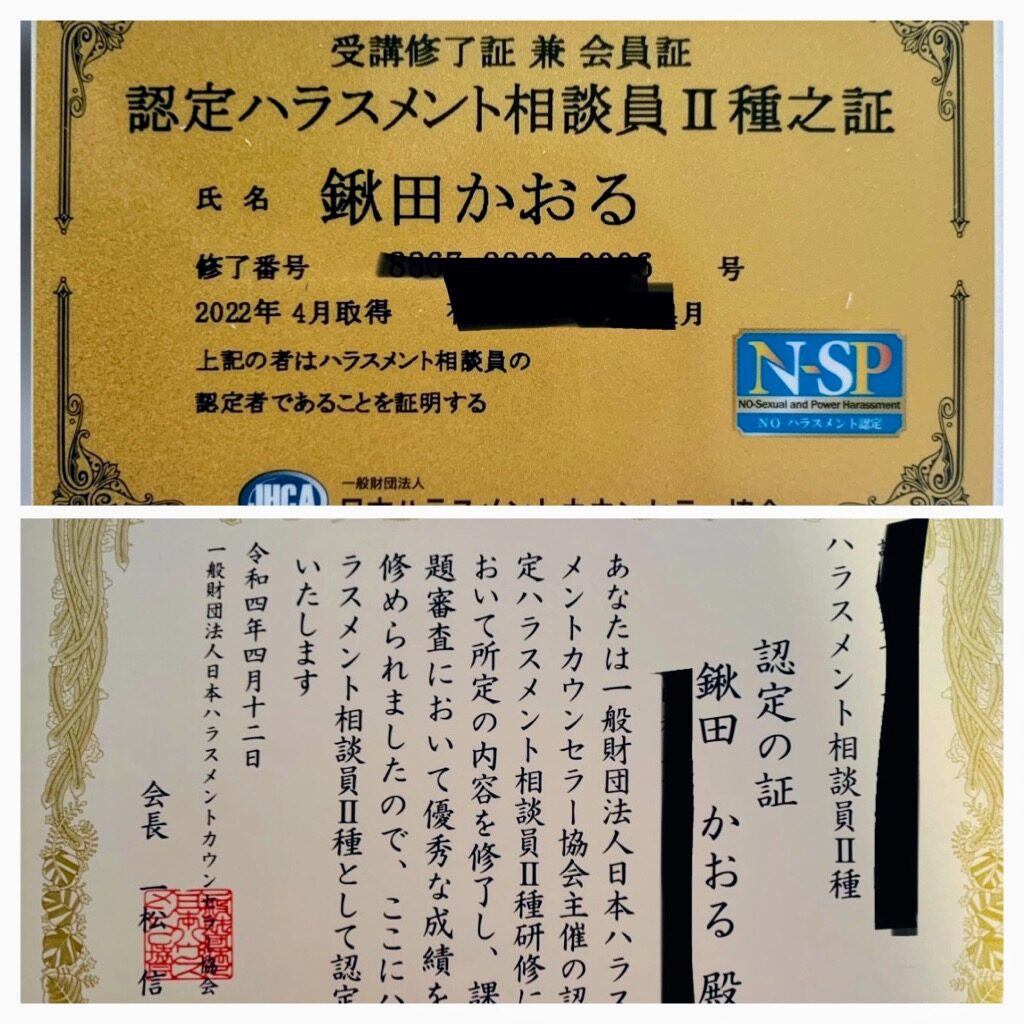 受講修了証 兼 会員証
認定ハラスメント相談員Ⅱ種之証
氏名 鍬田かおる
修了番号 号
2022年 4月取得 月
上記の者はハラスメント相談員の
認定者であることを証明する
N-SP
NO-Sexual and Power Harassment
NO ハラスメント認定
JHCA
一般財団法人
ハラスメント相談員Ⅱ種
認定の証
鍬田 かおる 殿
あなたは一般財団法人日本ハラス
メントカウンセラー協会主催の認
定ハラスメント相談員Ⅱ種研修に
おいて所定の内容を修了し、課
題審査において優秀な成績を
修められましたので、ここにハ
ラスメント相談員Ⅱ種として認定
いたします
令和四年四月十二日
一般財団法人日本ハラスメントカウンセラー協会
会長 一松 信